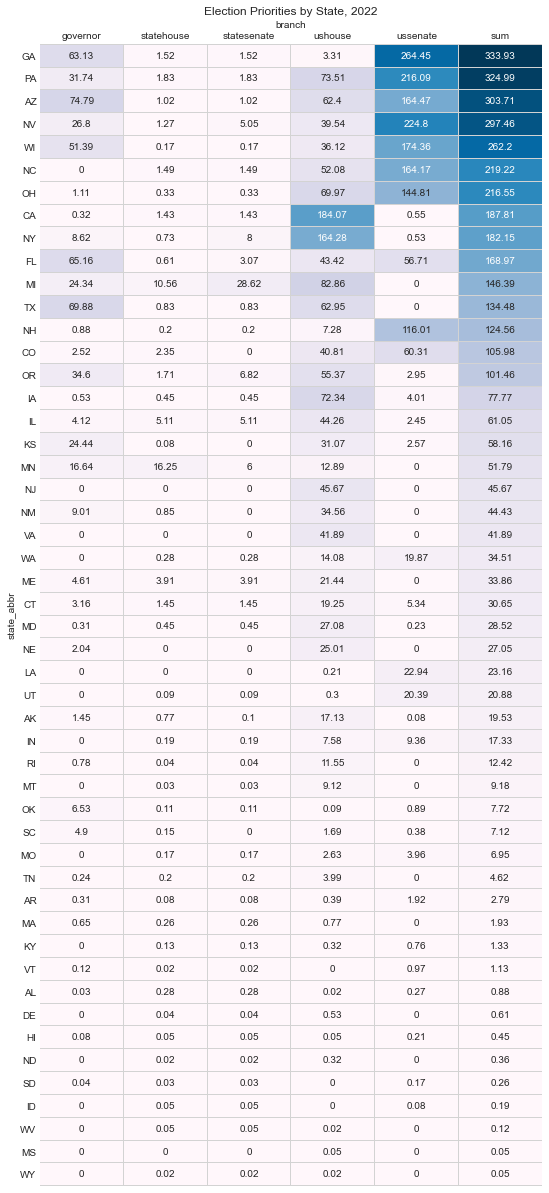 Election Priorities by State, 2022
branch
governor statehouse statesenate ushouse ussenate sum
GA 63.13 1.52 1.52 3.31 264.45 333.93
PA 31.74 1.83 1.83 73.51 216.09 324.99
AZ 74.79 1.02 1.02 62.4 164.47 303.71
NV 26.8 1.27 5.05 39.54 224.8 297.46
WI 51.39 0.17 0.17 36.12 174.36 262.2
NC 0 1.49 1.49 52.08 164.17 219.22
OH 1.11 0.33 0.33 69.97 144.81 216.55
CA 0.32 1.43 1.43 184.07 0.55 187.81
NY 8.62 0.73 8 164.28 0.53 182.15
FL 65.16 0.61 3.07 43.42 56.71 168.97
MI 24.34 10.56 28.62 82.86 0 146.39
TX 69.88 0.83 0.83 62.95 0 134.48
NH 0.88 0.2 0.2 7.28 116.01 124.56
CO 2.52 2.35 0 40.81 60.31 105.98
OR 34.6 1.71 6.82 55.37 2.95 101.46
IA 0.53 0.45 0.45 72.34 4.01 77.77
IL 4.12 5.11 5.11 44.26 2.45 61.05
KS 24.44 0.08 0 31.07 2.57 58.16
MN 16.64 16.25 6 12.89 0 51.79
NJ 0 0 0 45.67 0 45.67
NM 9.01 0.85 0 34.56 0 44.43
VA 0 0 0 41.89 0 41.89
WA 0 0.28 0.28 14.08 19.87 34.51
ME 4.61 3.91 3.91 21.44 0 33.86
state_abbr
CT 3.16 1.45 1.45 19.25 5.34 30.65
MD 0.31 0.45 0.45 27.08 0.23 28.52
NE 2.04 0 0 25.01 0 27.05
LA 0 0 0 0.21 22.94 23.16
UT 0 0.09 0.09 0.3 20.39 20.88
AK 1.45 0.77 0.1 17.13 0.08 19.53
IN 0 0.19 0.19 7.58 9.36 17.33
RI 0.78 0.04 0.04 11.55 0 12.42
MT 0 0.03 0.03 9.12 0 9.18
OK 6.53 0.11 0.11 0.09 0.89 7.72
SC 4.9 0.15 0 1.69 0.38 7.12
MO 0 0.17 0.17 2.63 3.96 6.95
TN 0.24 0.2 0.2 3.99 0 4.62
AR 0.31 0.08 0.08 0.39 1.92 2.79
MA 0.65 0.26 0.26 0.77 0 1.93
KY 0 0.13 0.13 0.32 0.76 1.33
VT 0.12 0.02 0.02 0 0.97 1.13
AL 0.03 0.28 0.28 0.02 0.27 0.88
DE 0 0.04 0.04 0.53 0 0.61
HI 0.08 0.05 0.05 0.05 0.21 0.45
ND 0 0.02 0.02 0.32 0 0.36
SD 0.04 0.03 0.03 0 0.17 0.26
ID 0 0.05 0.05 0 0.08 0.19
WV 0 0.05 0.05 0.02 0 0.12
MS 0 0 0 0.05 0 0.05
WY 0 0.02 0.02 0.02 0 0.05